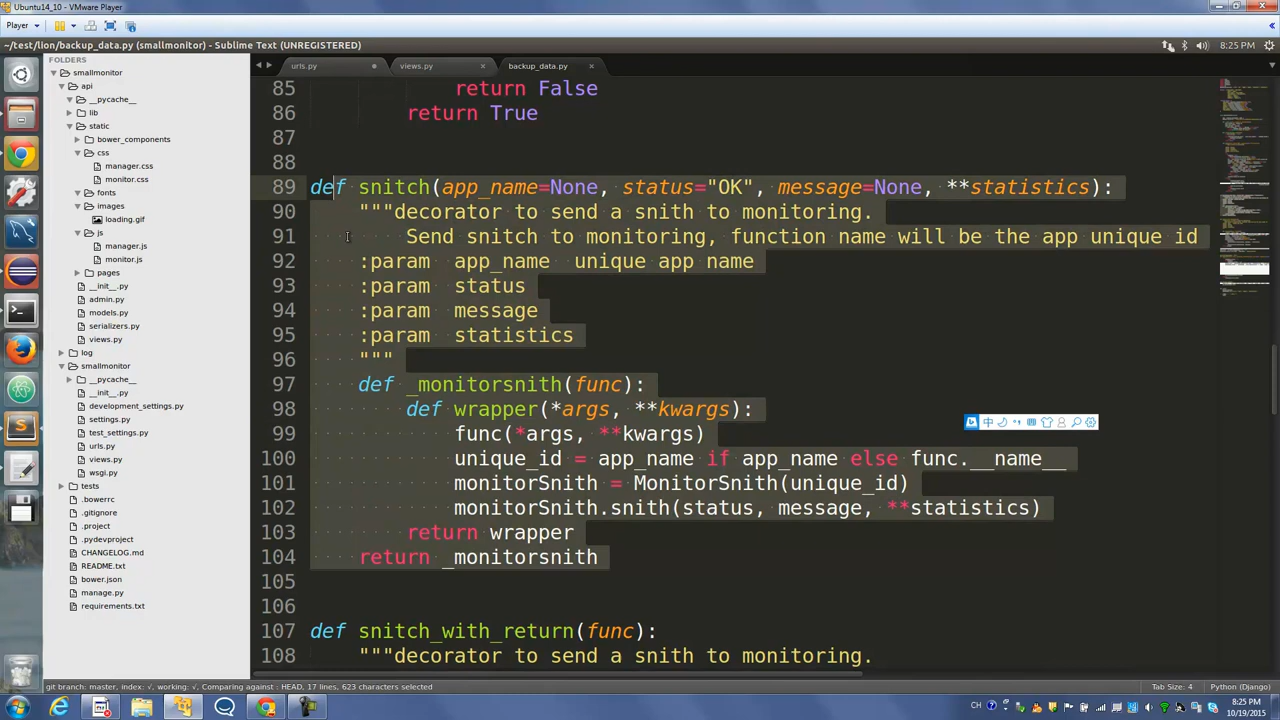 Ubuntu14_10 - VMware Player
Player
~/test/lion/backup_data.py (smallmonitor) - Sublime Text (UNREGISTERED)
8:25 PM
FOLDERS
smallmonitor
api
__pycache__
lib
static
bower_components
css
manager.css
monitor.css
fonts
images
loading.gif
js
manager.js
monitor.js
pages
__init__.py
admin.py
models.py
serializers.py
views.py
log
smallmonitor
__pycache__
__init__.py
development_settings.py
settings.py
test_settings.py
urls.py
views.py
wsgi.py
tests
.bowerrc
.gitignore
.project
.pydevproject
CHANGELOG.md
README.txt
bower.json
manage.py
requirements.txt
urls.py
views.py
backup_data.py
85 return False
86 return True
87
88
89 def snitch(app_name=None, status="OK", message=None, **statistics):
90 """decorator to send a snith to monitoring.
91 Send snitch to monitoring, function name will be the app unique id
92 :param app_name unique app name
93 :param status
94 :param message
95 :param statistics
96 """
97 def _monitorsnith(func):
98 def wrapper(*args, **kwargs):
99 func(*args, **kwargs)
100 unique_id = app_name if app_name else func.__name__
101 monitorSnith = MonitorSnith(unique_id)
102 monitorSnith.snith(status, message, **statistics)
103 return wrapper
104 return _monitorsnith
105
106
107 def snitch_with_return(func):
108 """decorator to send a snith to monitoring.
中
git branch: master, index: √, working: √, Comparing against : HEAD, 17 lines, 623 characters selected
Tab Size: 4
Python (Django)
CH
8:25 PM
10/19/2015